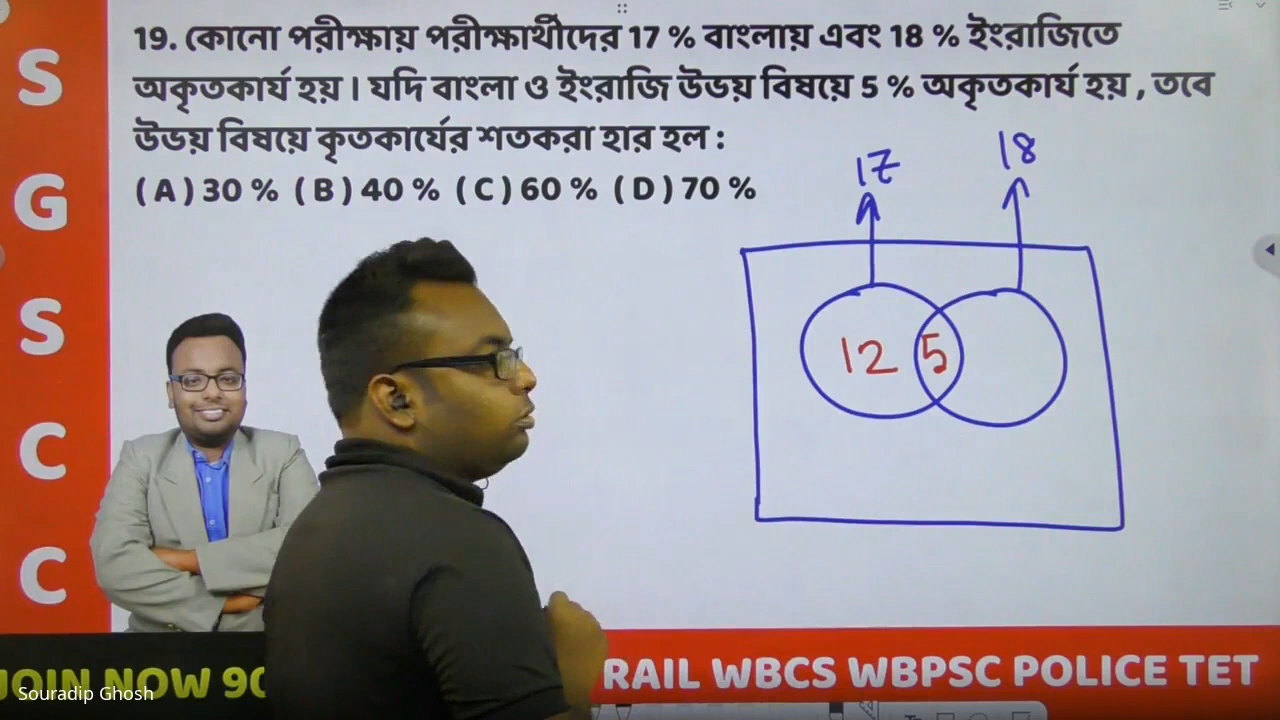 S
G
S
C
C
19. কোনো পরীক্ষায় পরীক্ষার্থীদের 17 % বাংলায় এবং 18 % ইংরাজিতে
অকৃতকার্য হয় । যদি বাংলা ও ইংরাজি উভয় বিষয়ে 5 % অকৃতকার্য হয় , তবে
উভয় বিষয়ে কৃতকার্যের শতকরা হার হল :
( A ) 30 % ( B ) 40 % ( C ) 60 % ( D ) 70 %
17
18
12
5
JOIN NOW 90
RAIL WBCS WBPSC POLICE TET
Souradip Ghosh